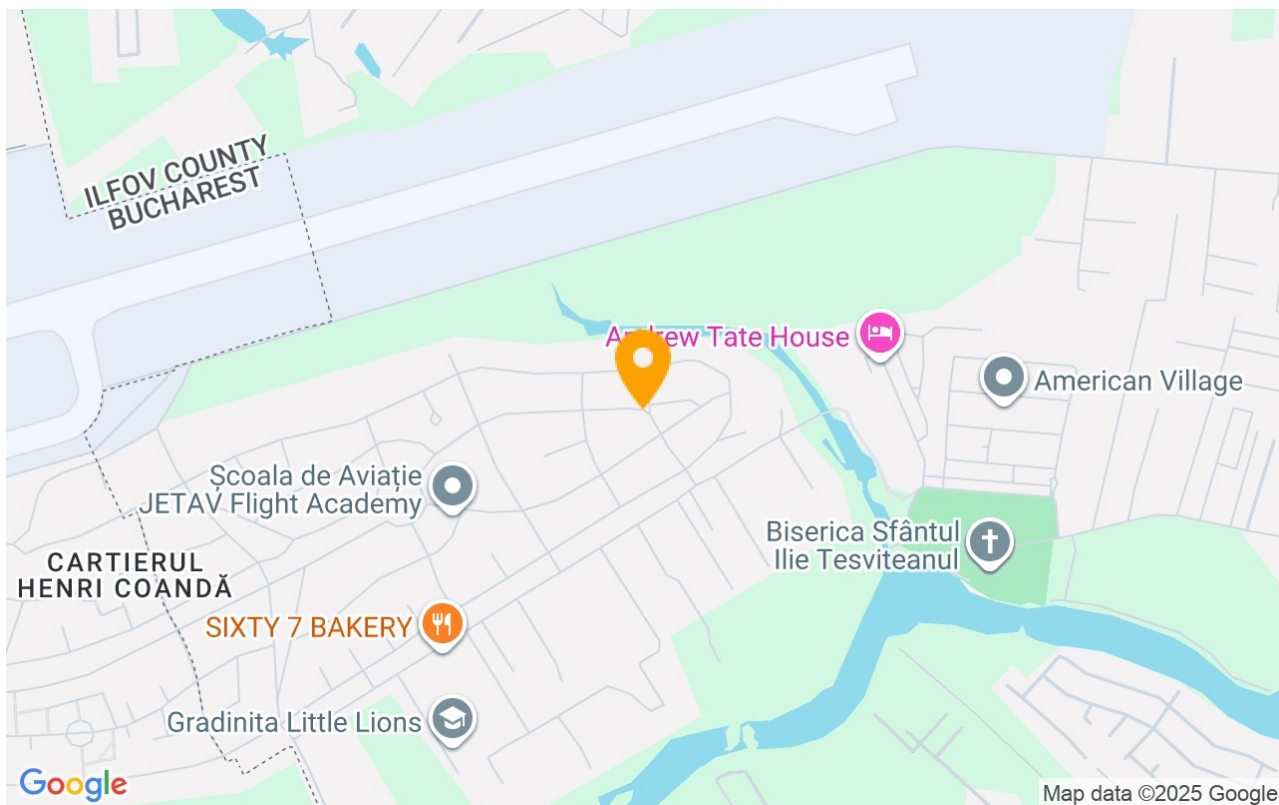 ILFOV COUNTY
BUCHAREST
Andrew Tate House
American Village
Școala de Aviație
JETAV Flight Academy
Biserica Sfântul
Ilie Tesviteanul
CARTIERUL
HENRI COANDĂ
SIXTY 7 BAKERY
Gradinita Little Lions
Google
Map data ©2025 Google